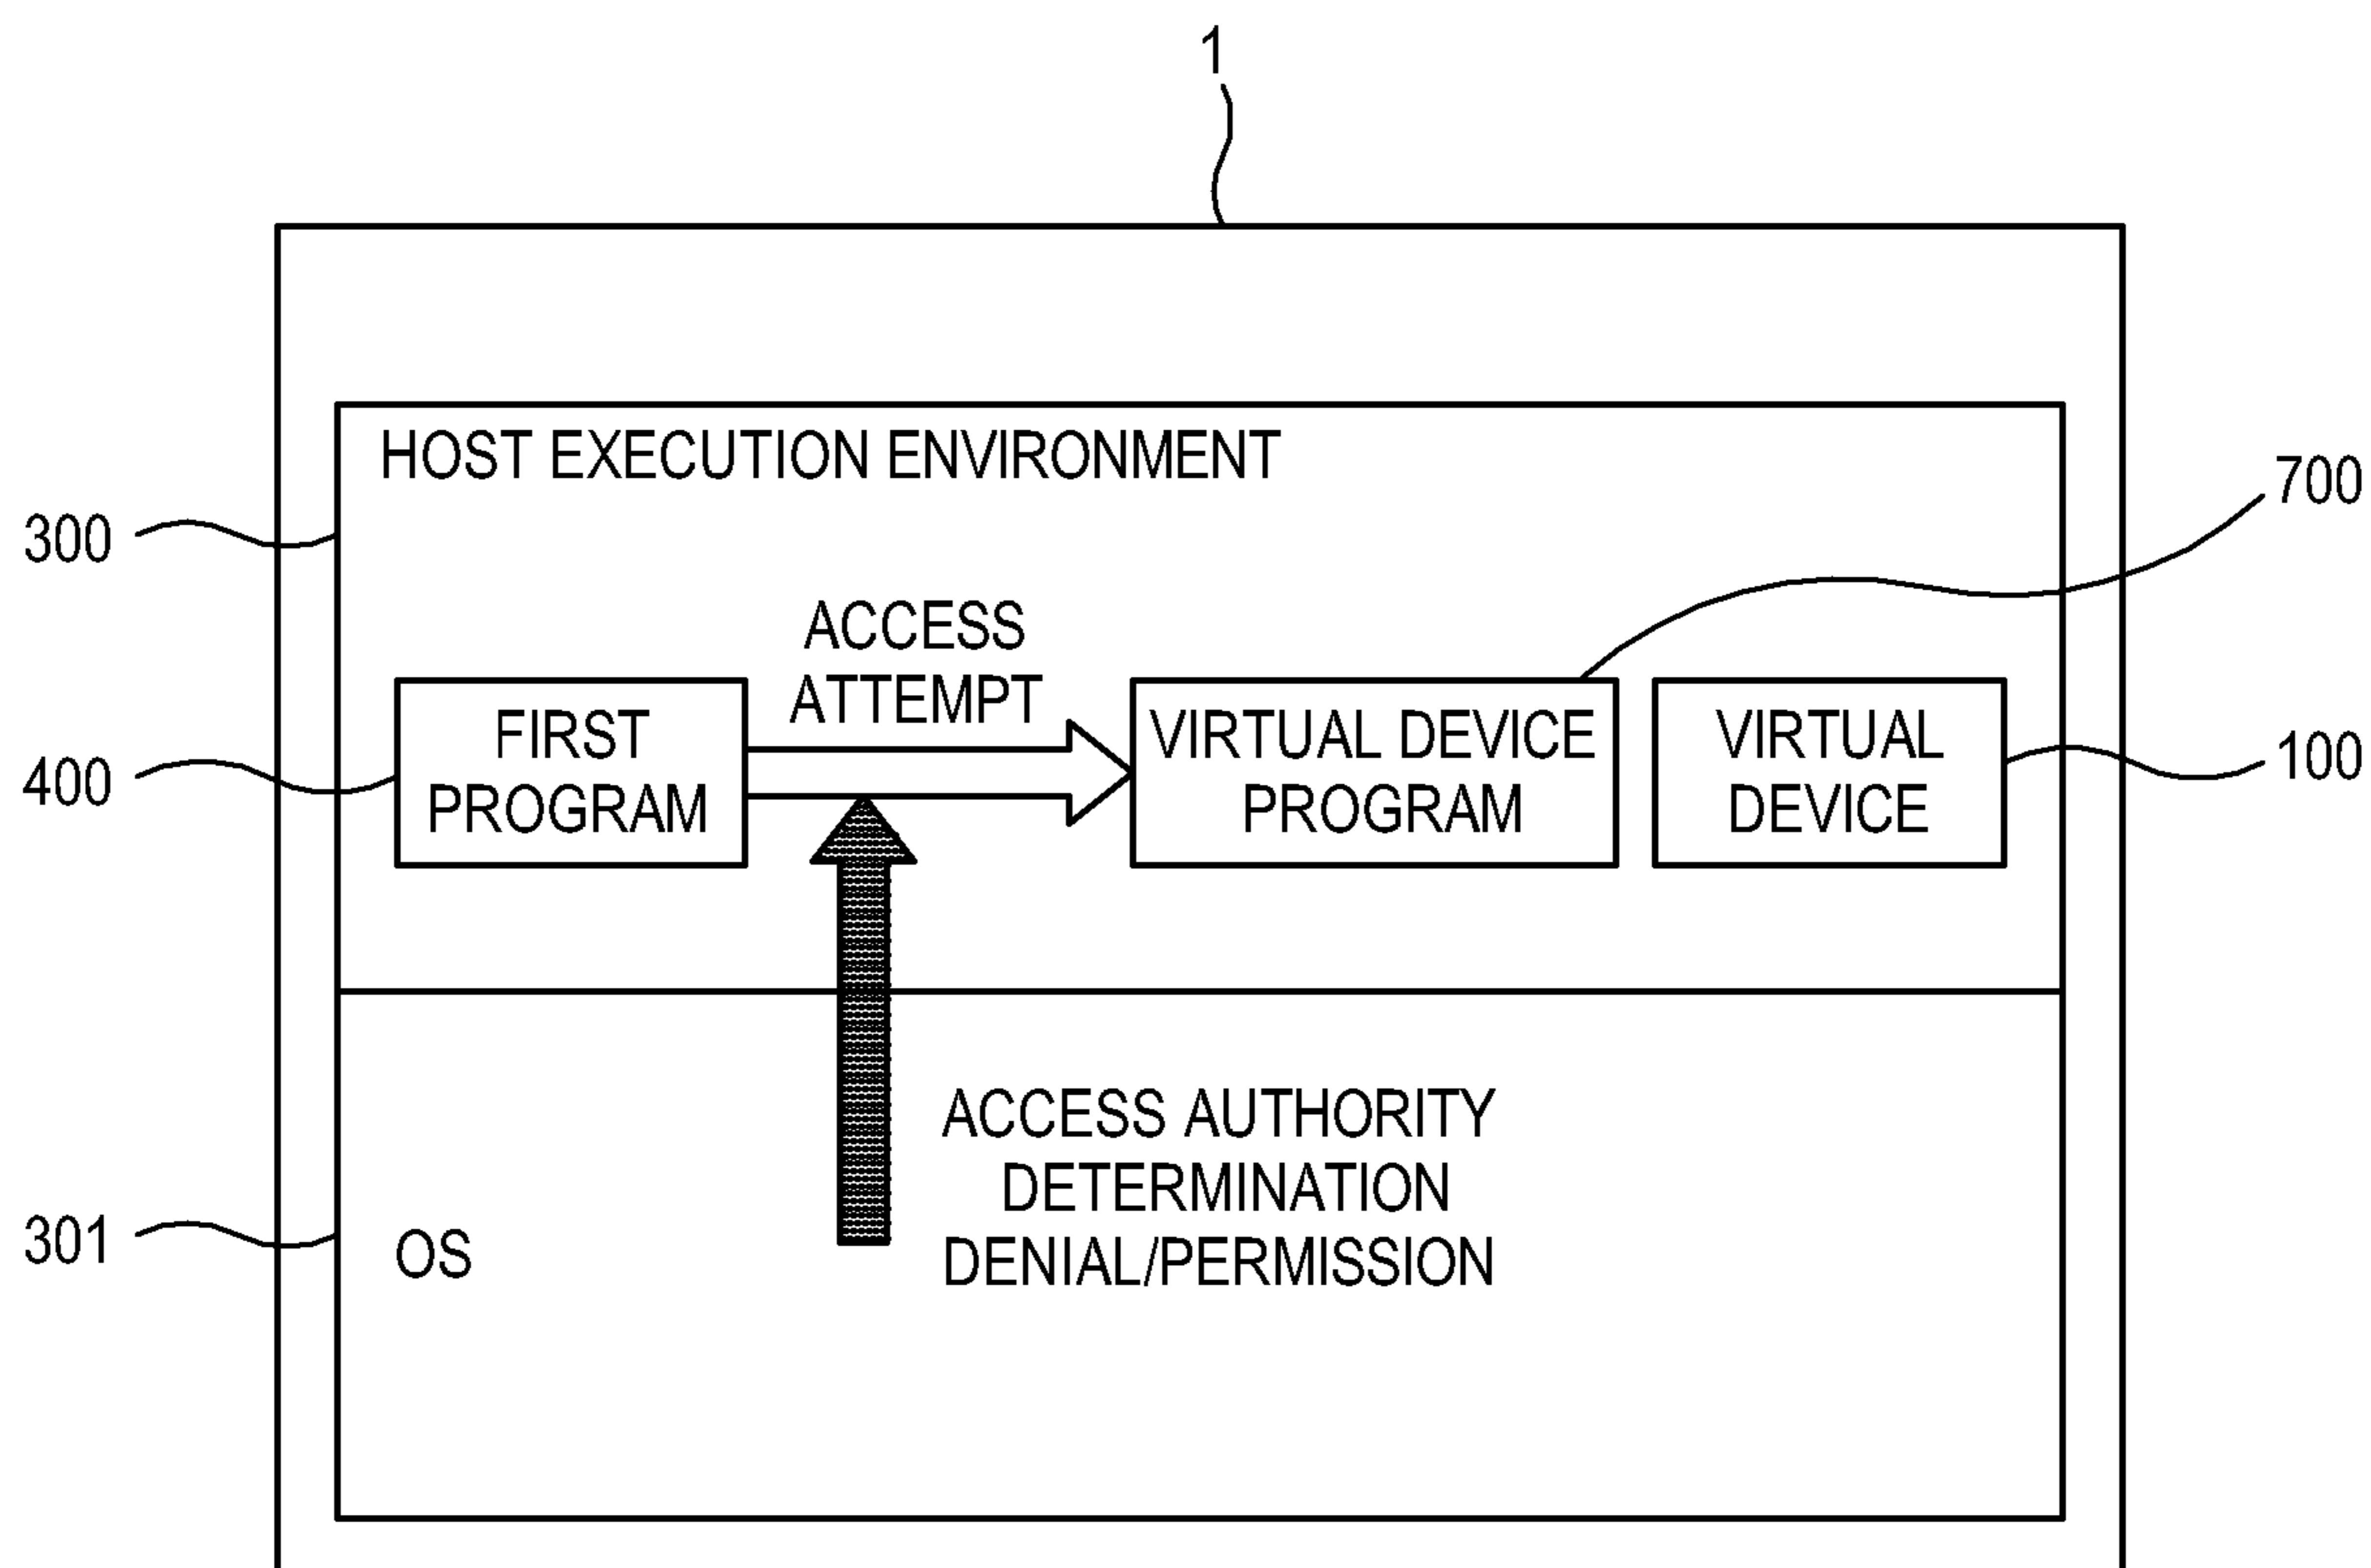 1
HOST EXECUTION ENVIRONMENT
700
300
ACCESS
ATTEMPT
FIRST
PROGRAM
VIRTUAL DEVICE
PROGRAM
VIRTUAL
DEVICE
400
100
ACCESS AUTHORITY
DETERMINATION
DENIAL/PERMISSION
301
OS